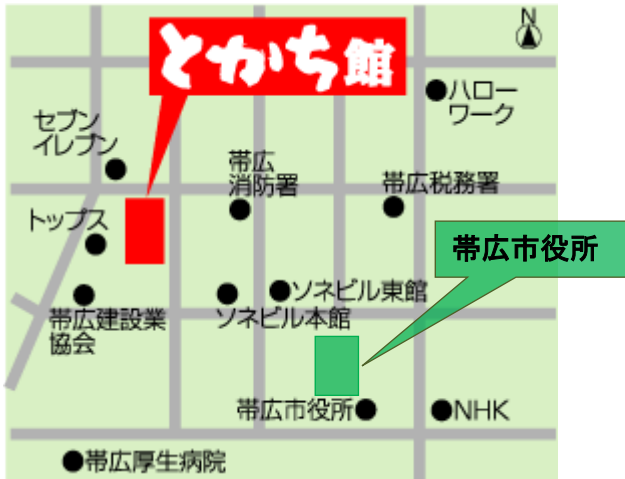 N
とかち館
ハロー
ワーク
セブン
イレブン
帯広
消防署
帯広税務署
トップス
帯広市役所
ソネビル東館
ソネビル本館
帯広建設業
協会
帯広市役所
NHK
帯広厚生病院